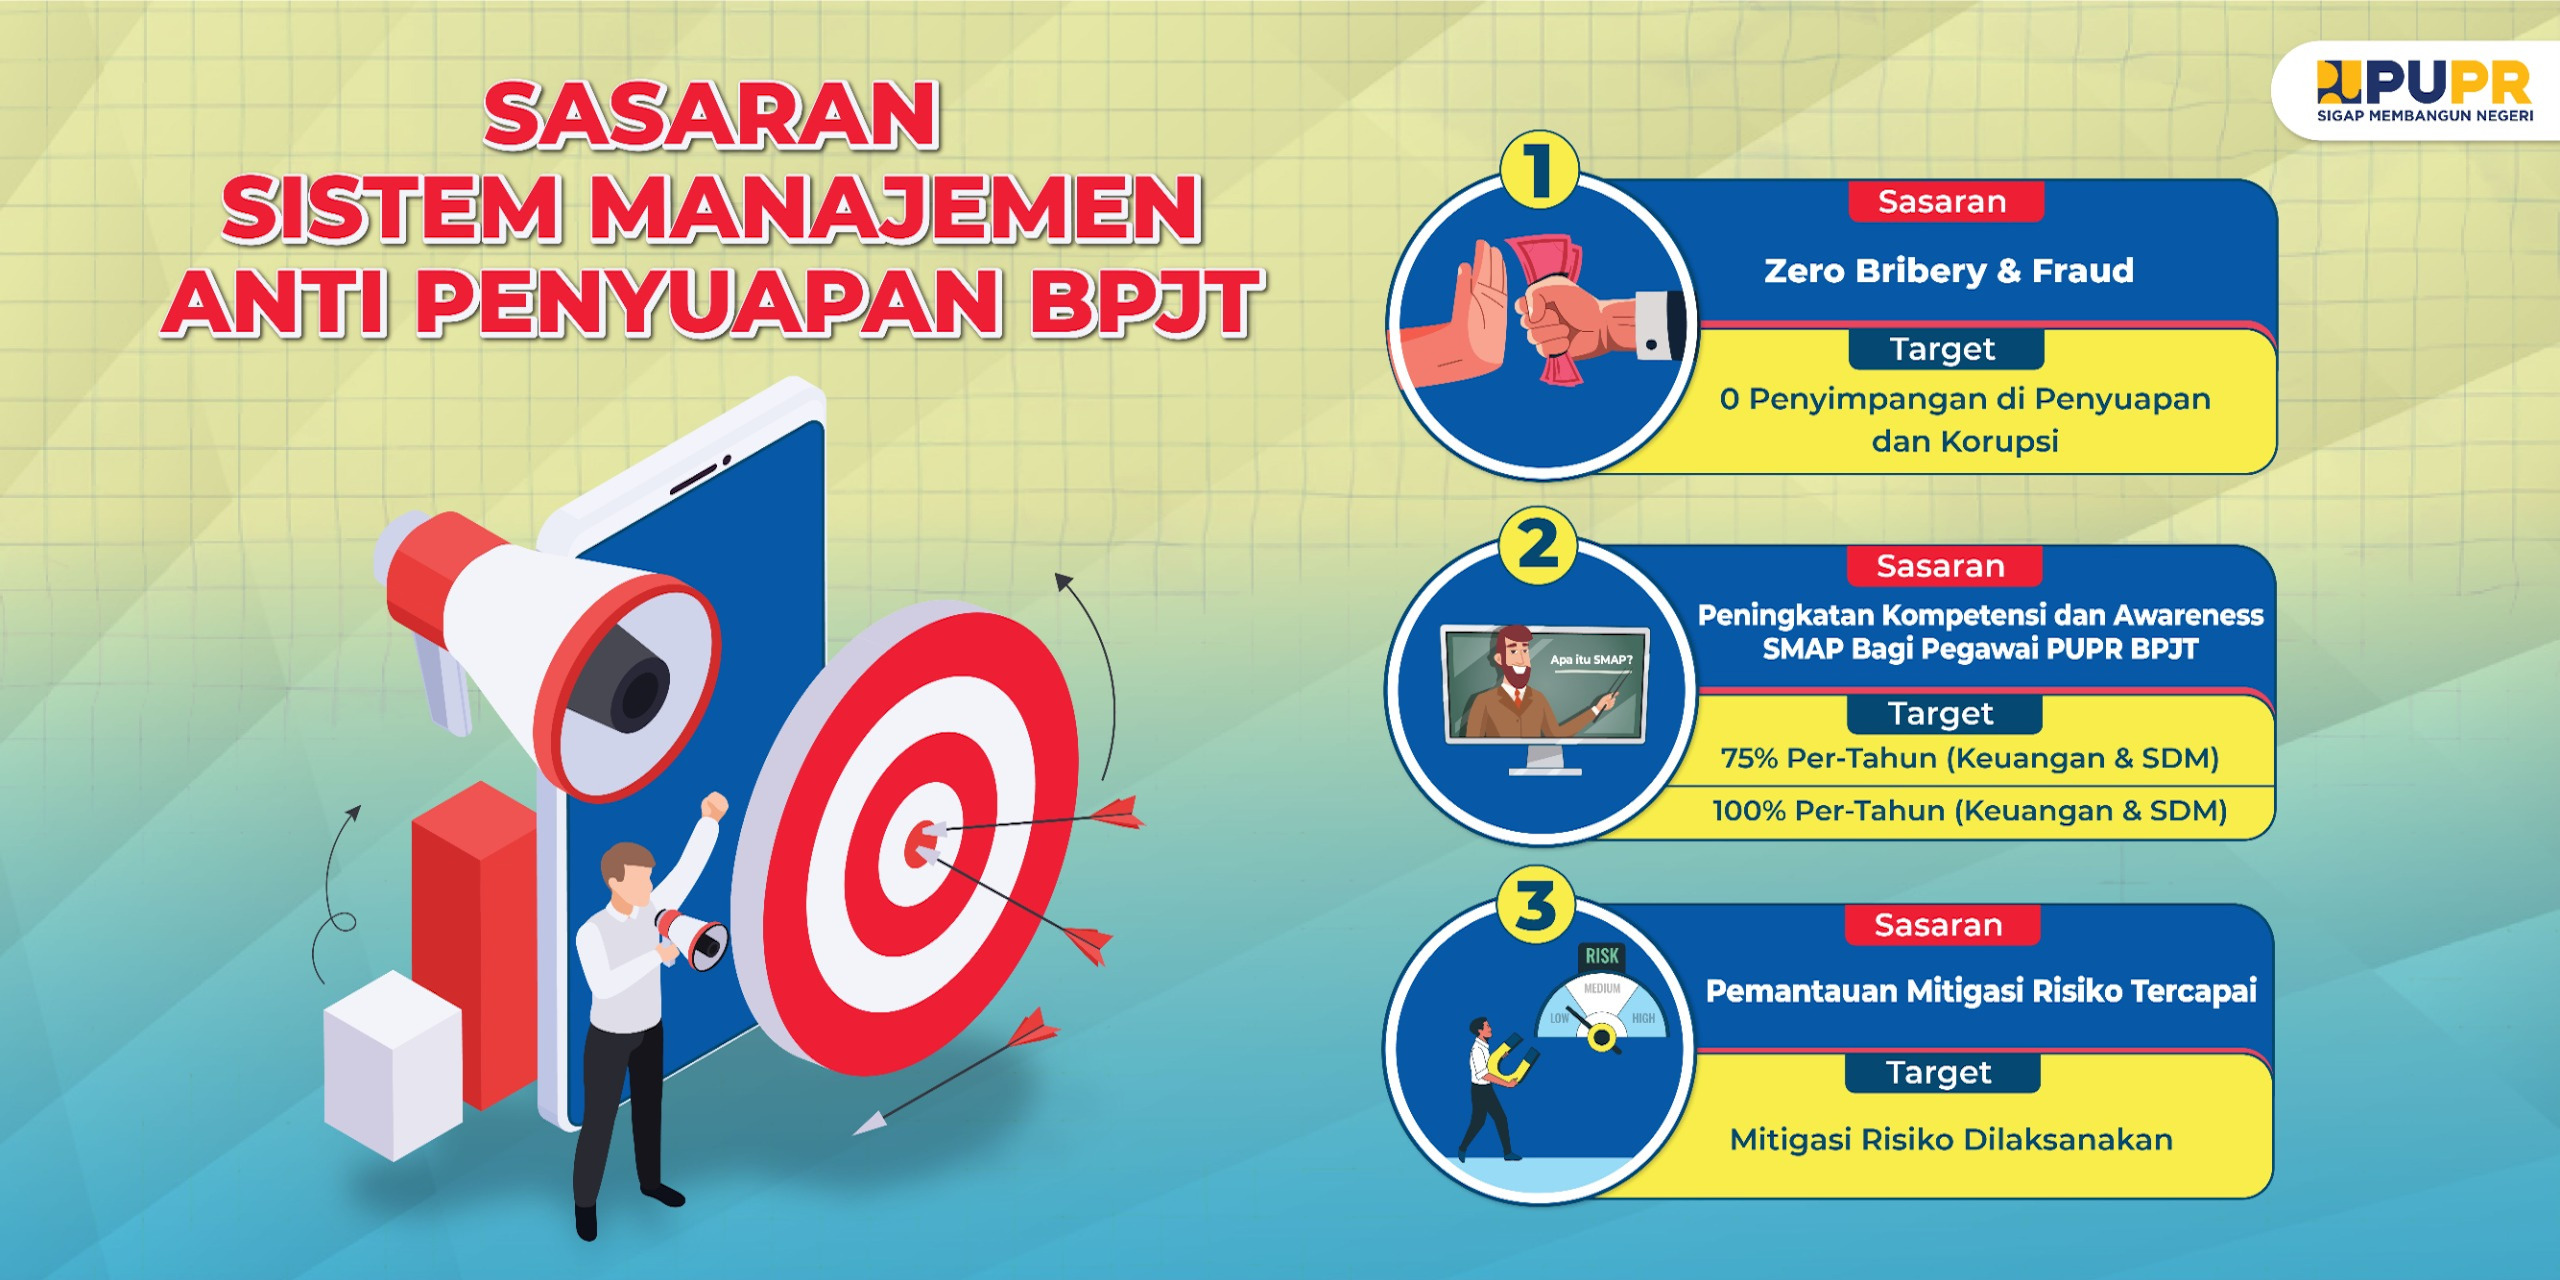 SASARAN
SISTEM MANAJEMEN
ANTI PENYUAPAN BPJT
PUPR
SIGAP MEMBANGUN NEGERI
1
Sasaran
Zero Bribery & Fraud
Target
0 Penyimpangan di Penyuapan
dan Korupsi
2
Apa itu SMAP?
Sasaran
Peningkatan Kompetensi dan Awareness
SMAP Bagi Pegawai PUPR BPJT
Target
75% Per-Tahun (Keuangan & SDM)
100% Per-Tahun (Keuangan & SDM)
3
RISK
MEDIUM
LOW
HIGH
Sasaran
Pemantauan Mitigasi Risiko Tercapai
Target
Mitigasi Risiko Dilaksanakan